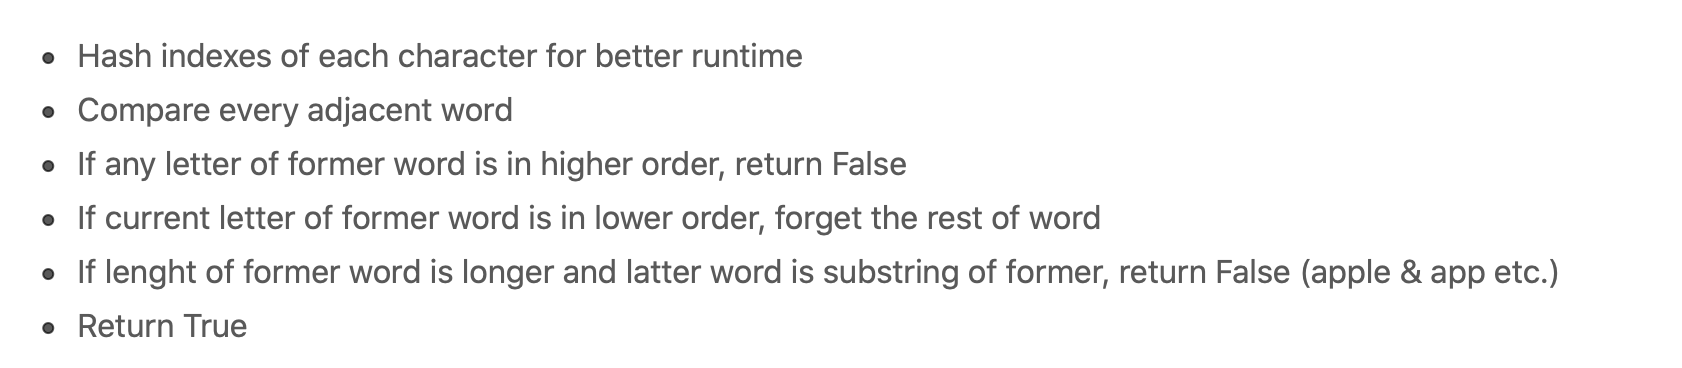 • Hash indexes of each character for better runtime
• Compare every adjacent word
• If any letter of former word is in higher order, return False
• If current letter of former word is in lower order, forget the rest of word
• If lenght of former word is longer and latter word is substring of former, return False (apple & app etc.)
• Return True